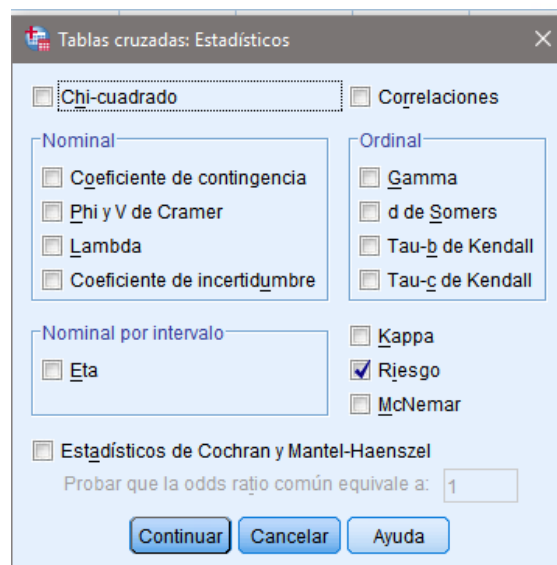 Tablas cruzadas: Estadísticos
Chi-cuadrado
Correlaciones
Nominal
Coeficiente de contingencia
Phi y V de Cramer
Lambda
Coeficiente de incertidumbre
Ordinal
Gamma
d de Somers
Tau-b de Kendall
Tau-c de Kendall
Nominal por intervalo
Eta
Kappa
Riesgo
McNemar
Estadísticos de Cochran y Mantel-Haenszel
Probar que la odds ratio común equivale a: 1
Continuar Cancelar Ayuda